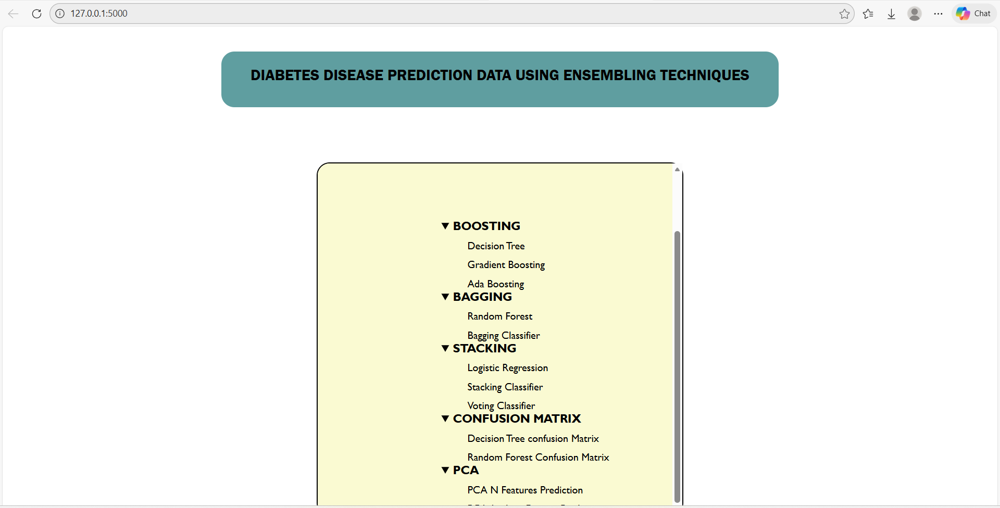 127.0.0.1:5000
Chat
DIABETES DISEASE PREDICTION DATA USING ENSEMBLING TECHNIQUES
BOOSTING
Decision Tree
Gradient Boosting
Ada Boosting
BAGGING
Random Forest
Bagging Classifier
STACKING
Logistic Regression
Stacking Classifier
Voting Classifier
CONFUSION MATRIX
Decision Tree confusion Matrix
Random Forest Confusion Matrix
PCA
PCA N Features Prediction